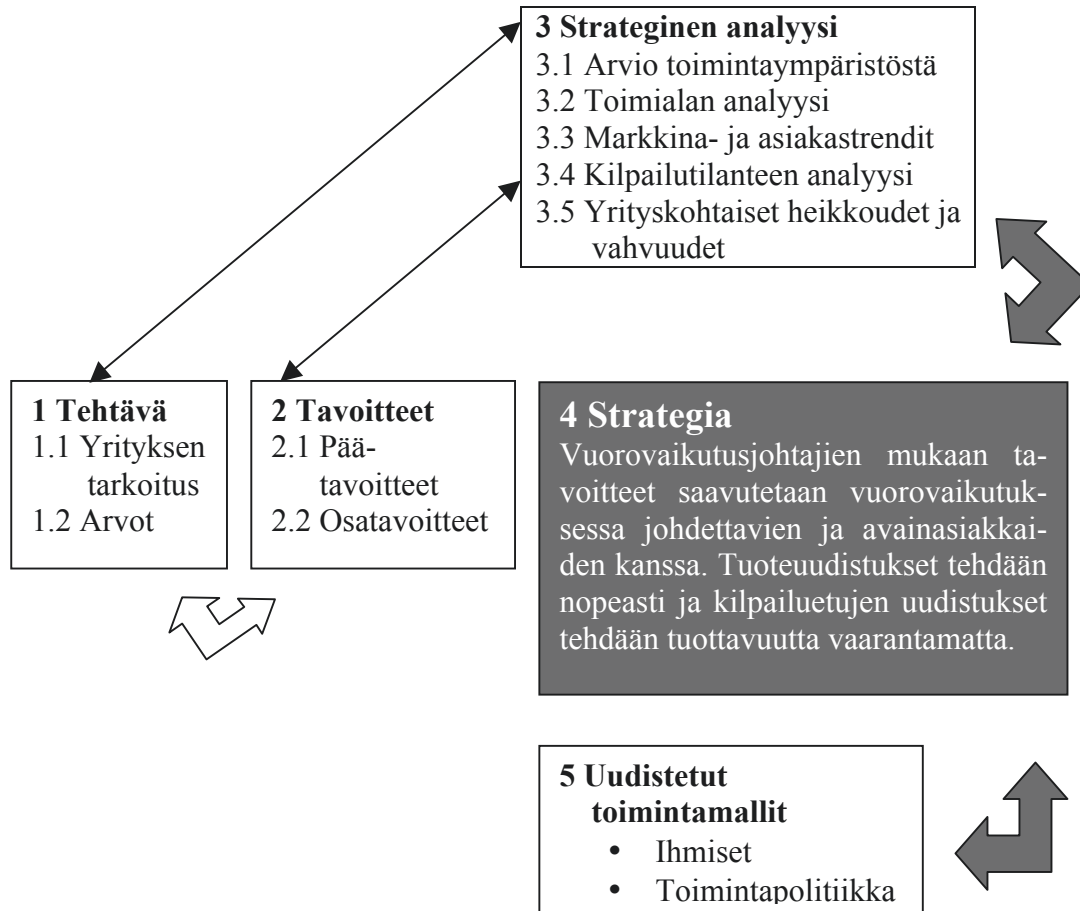 3 Strateginen analyysi
3.1 Arvio toimintaympäristöstä
3.2 Toimialan analyysi
3.3 Markkina- ja asiakastrendit
3.4 Kilpailutilanteen analyysi
3.5 Yrityskohtaiset heikkoudet ja
vahvuudet
1 Tehtävä
1.1 Yrityksen
tarkoitus
1.2 Arvot
2 Tavoitteet
2.1 Pää-
tavoitteet
2.2 Osatavoitteet
4 Strategia
Vuorovaikutusjohtajien mukaan ta-
voitteet saavutetaan vuorovaikutuk-
sessa johdettavien ja avainasiakkai-
den kanssa. Tuoteuudistukset tehdään
nopeasti ja kilpailuetujen uudistukset
tehdään tuottavuutta vaarantamatta.
5 Uudistetut
toimintamallit
• Ihmiset
• Toimintapolitiikka